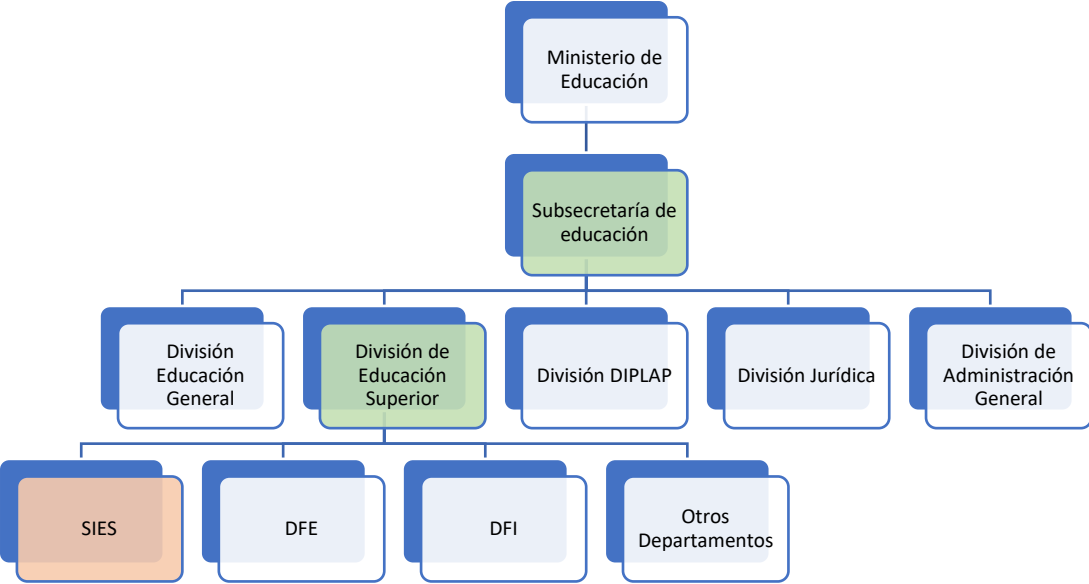 Ministerio de
Educación
Subsecretaría de
educación
División
Educación
General
División de
Educación
Superior
División DIPLAP
División Jurídica
División de
Administración
General
SIES
DFE
DFI
Otros
Departamentos